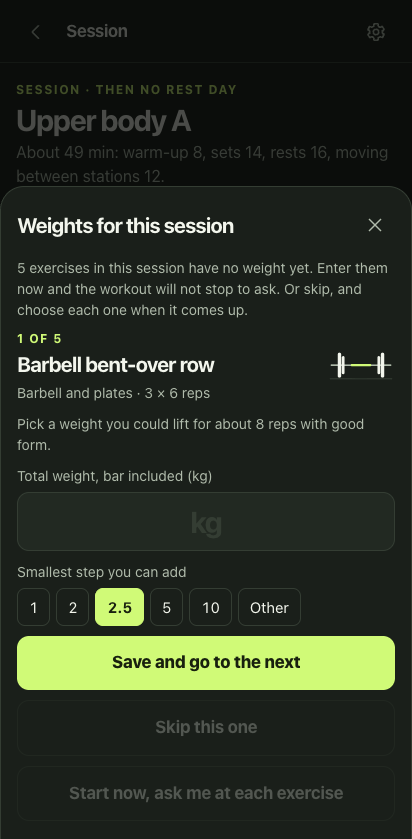 Session
SESSION · THEN NO REST DAY
Upper body A
About 49 min: warm-up 8, sets 14, rests 16, moving
between stations 12.
Weights for this session
5 exercises in this session have no weight yet. Enter them
now and the workout will not stop to ask. Or skip, and
choose each one when it comes up.
1 OF 5
Barbell bent-over row
Barbell and plates · 3 × 6 reps
Pick a weight you could lift for about 8 reps with good
form.
Total weight, bar included (kg)
kg
Smallest step you can add
1 2 2.5 5 10 Other
Save and go to the next
Skip this one
Start now, ask me at each exercise